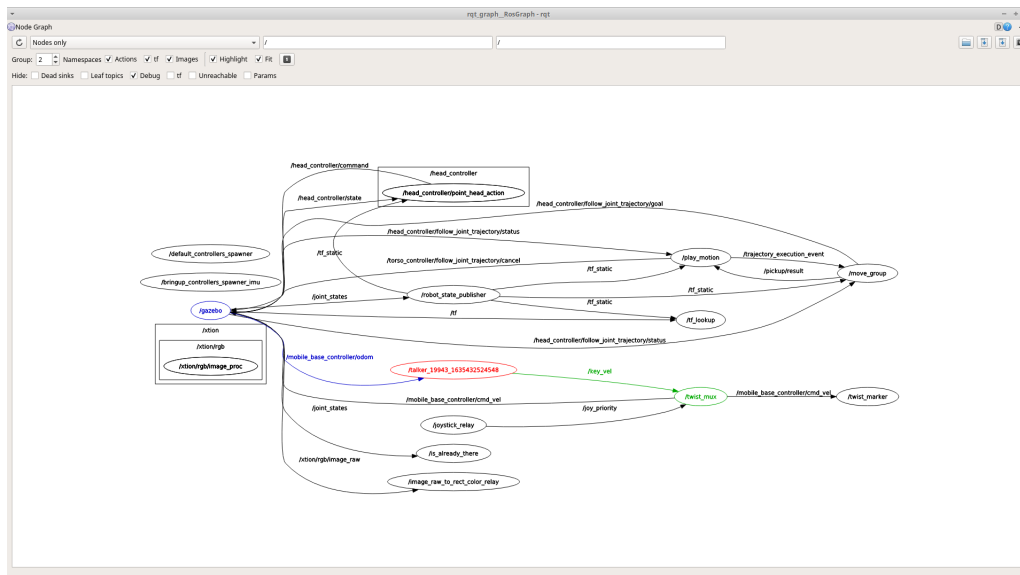 rqt_graph__RosGraph - rqt
Node Graph
D
Nodes only
/
/
Group: 2 Namespaces Actions tf Images Highlight Fit
Hide: Dead sinks Leaf topics Debug tf Unreachable Params
/head_controller/command
/head_controller
/head_controller/point_head_action
/head_controller/state
/head_controller/follow_joint_trajectory/goal
/head_controller/follow_joint_trajectory/status
/default_controllers_spawner
/tf_static
/torso_controller/follow_joint_trajectory/cancel
/play_motion
/trajectory_execution_event
/tf_static
/pickup/result
/move_group
/bringup_controllers_spawner_imu
/joint_states
/robot_state_publisher
/tf_static
/tf_static
/gazebo
/tf
/tf_lookup
/xtion
/head_controller/follow_joint_trajectory/status
/xtion/rgb
/mobile_base_controller/odom
/xtion/rgb/image_proc
/talker_19943_1635432524548
/key_vel
/mobile_base_controller/cmd_vel
/twist_mux
/mobile_base_controller/cmd_vel
/twist_marker
/joint_states
/joy_priority
/joystick_relay
/is_already_there
/xtion/rgb/image_raw
/image_raw_to_rect_color_relay